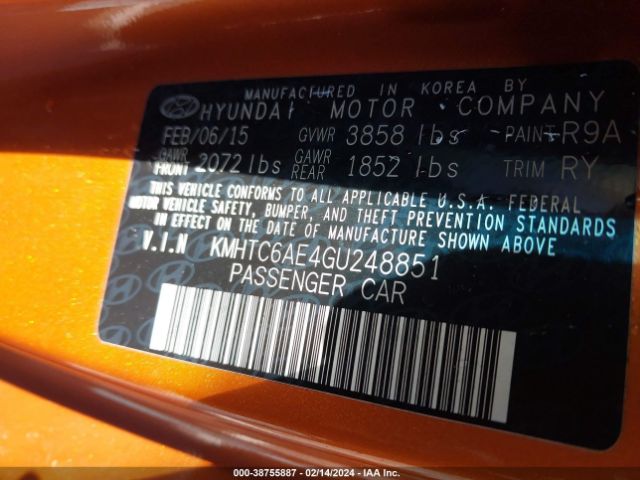 MANUFACTURED IN KOREA BY
HYUNDAI MOTOR COMPANY
FEB/06/15 GVWR 3858 lbs PAINT R9A
GAWR FRONT 2072 lbs GAWR REAR 1852 lbs TRIM RY
THIS VEHICLE CONFORMS TO ALL APPLICABLE U.S.A. FEDERAL
MOTOR VEHICLE SAFETY, BUMPER, AND THEFT PREVENTION STANDARDS
IN EFFECT ON THE DATE OF MANUFACTURE SHOWN ABOVE
V.I.N KMHTC6AE4GU248851
PASSENGER CAR
000-38755887 - 02/14/2024 - IAA Inc.